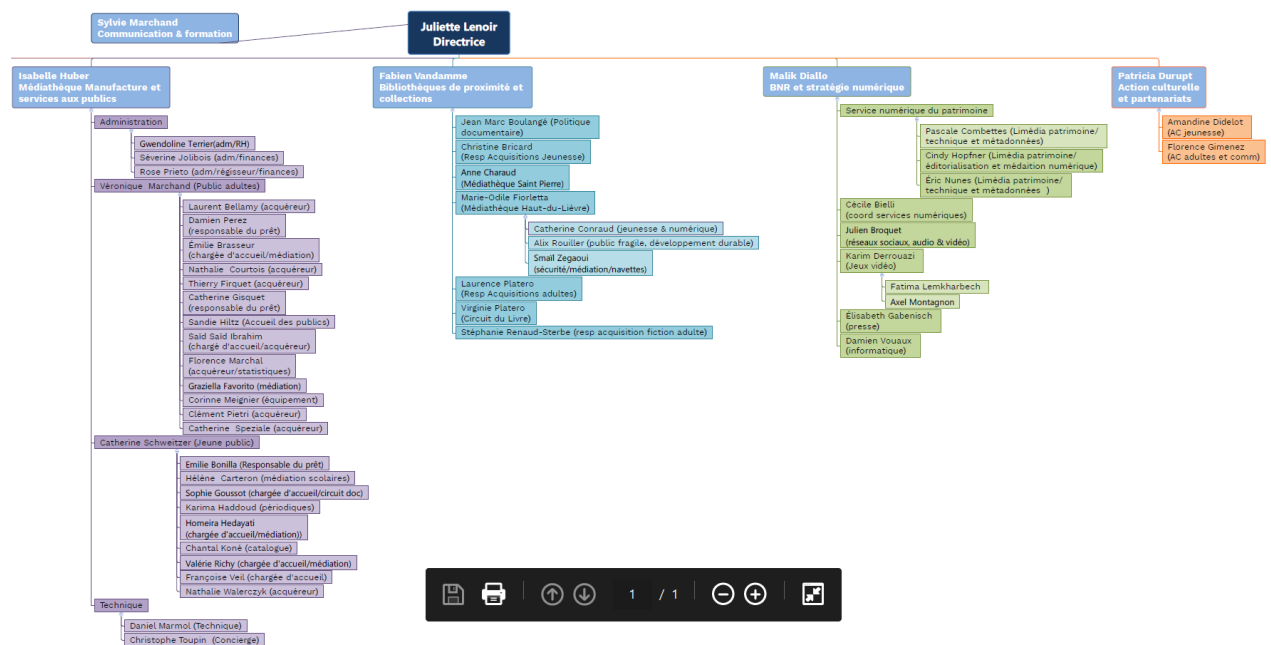 Sylvie Marchand
Communication & formation
Juliette Lenoir
Directrice
Isabelle Huber
Médiathèque Manufacture et
services aux publics
Administration
Gwendoline Terrier(adm/RH)
Séverine Jolibois (adm/finances)
Rose Prieto (adm/régisseur/finances)
Véronique  Marchand (Public adultes)
Laurent Bellamy (acquéreur)
Damien Perez
(responsable du prêt)
Émilie Brasseur
(chargée d'accueil/médiation)
Nathalie  Courtois (acquéreur)
Thierry Firquet (acquéreur)
Catherine Gisquet
(responsable du prêt)
Sandie Hiltz (Accueil des publics)
Saïd Saïd Ibrahim
(chargé d'accueil/acquéreur)
Florence Marchal
(acquéreur/statistiques)
Graziella Favorito (médiation)
Corinne Meignier (équipement)
Clément Pietri (acquéreur)
Catherine  Speziale (acquéreur)
Catherine Schweitzer (Jeune public)
Emilie Bonilla (Responsable du prêt)
Hélène  Carteron (médiation scolaires)
Sophie Goussot (chargée d'accueil/circuit doc)
Karima Haddoud (périodiques)
Homeira Hedayati
(chargée d'accueil/médiation))
Chantal Koné (catalogue)
Valérie Richy (chargée d'accueil/médiation)
Françoise Veil (chargée d'accueil)
Nathalie Walerczyk (acquéreur)
Technique
Daniel Marmol (Technique)
Christophe Toupin  (Concierge)
Fabien Vandamme
Bibliothèques de proximité et
collections
Jean Marc Boulangé (Politique
documentaire)
Christine Bricard
(Resp Acquisitions Jeunesse)
Anne Charaud
(Médiathèque Saint Pierre)
Marie-Odile Fiorletta
(Médiathèque Haut-du-Lièvre)
Catherine Conraud (jeunesse & numérique)
Alix Rouiller (public fragile, développement durable)
Smaïl Zegaoui
(sécurité/médiation/navettes)
Laurence Platero
(Resp Acquisitions adultes)
Virginie Platero
(Circuit du Livre)
Stéphanie Renaud-Sterbe (resp acquisition fiction adulte)
Malik Diallo
BNR et stratégie numérique
Service numérique du patrimoine
Pascale Combettes (Limédia patrimoine/
technique et métadonnées)
Cindy Hopfner (Limédia patrimoine/
éditorialisation et médaition numérique)
Éric Nunes (Limédia patrimoine/
technique et métadonnées  )
Cécile Bielli
(coord services numériques)
Julien Broquet
(réseaux sociaux, audio & vidéo)
Karim Derrouazi
(Jeux vidéo)
Fatima Lemkharbech
Axel Montagnon
Élisabeth Gabenisch
(presse)
Damien Vouaux
(informatique)
Patricia Durupt
Action culturelle
et partenariats
Amandine Didelot
(AC jeunesse)
Florence Gimenez
(AC adultes et comm)
1 / 1